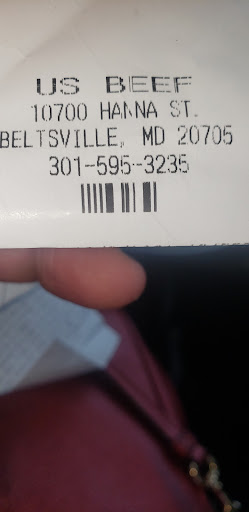 US BEEF
10700 HANNA ST.
BELTSVILLE, MD 20705
301-595-3235